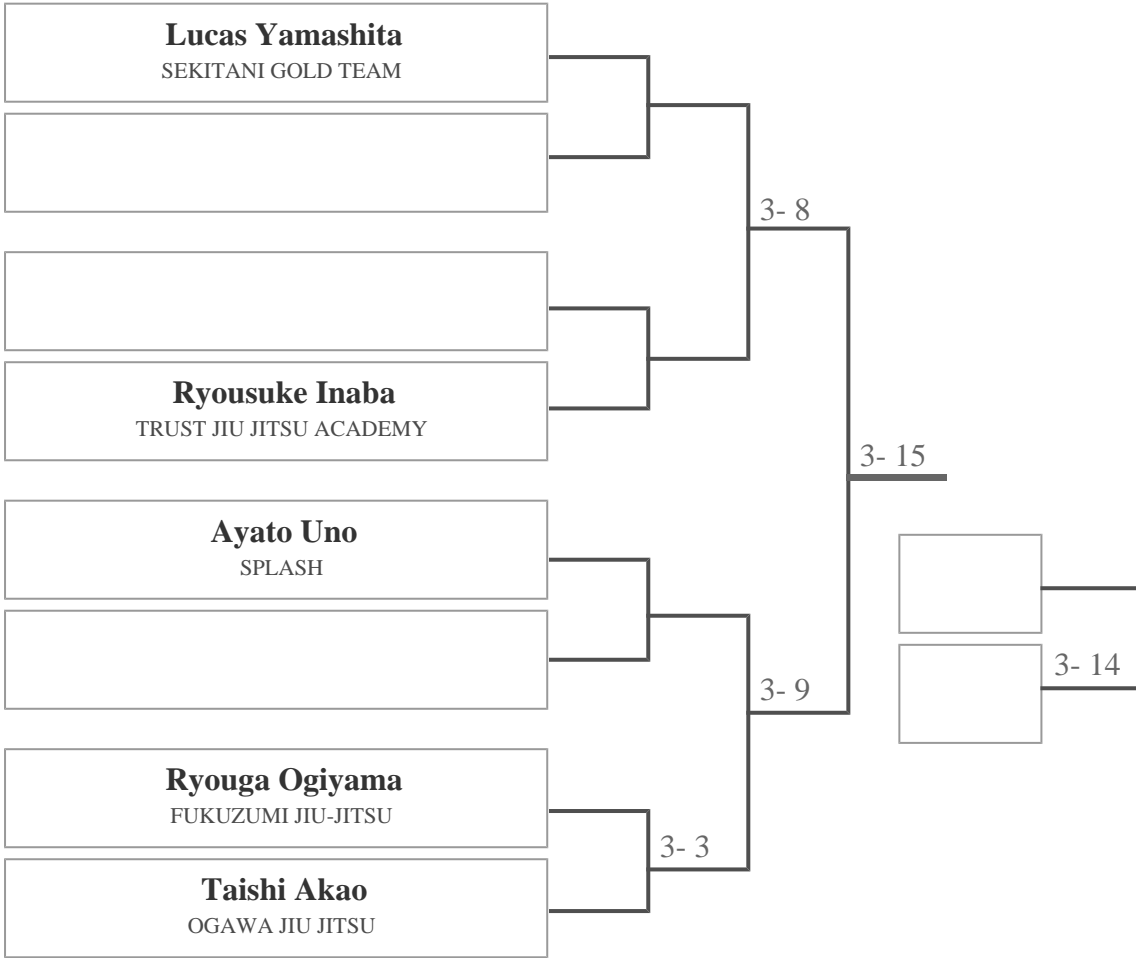 Lucas Yamashita
SEKITANI GOLD TEAM
3- 8
Ryousuke Inaba
TRUST JIU JITSU ACADEMY
3- 15
Ayato Uno
SPLASH
3- 14
3- 9
Ryouga Ogiyama
FUKUZUMI JIU-JITSU
3- 3
Taishi Akao
OGAWA JIU JITSU